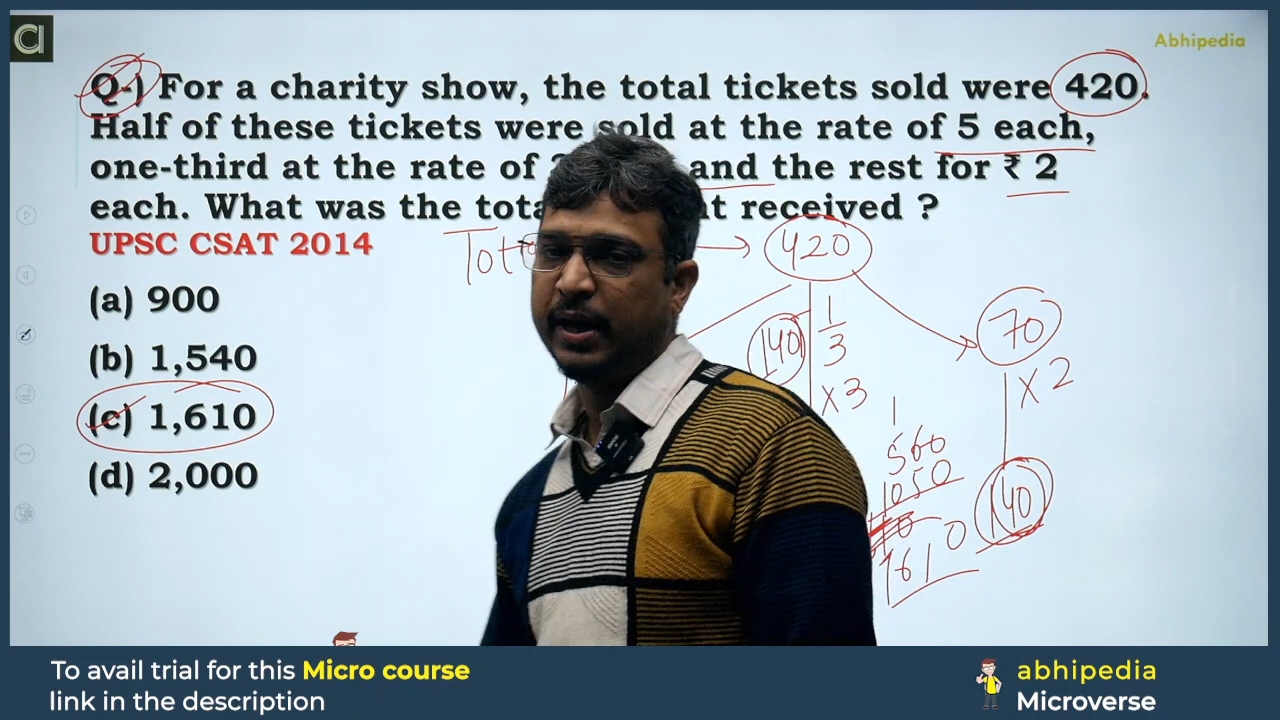 Abhipedia
Q-) For a charity show, the total tickets sold were 420.
Half of these tickets were sold at the rate of 5 each,
one-third at the rate of and the rest for ₹ 2
each. What was the received ?
UPSC CSAT 2014
420
(a) 900
(b) 1,540
(c) 1,610
(d) 2,000
140
1
3
×3
70
×2
140
1
560
1050
1610
To avail trial for this Micro course
link in the description
abhipedia
Microverse